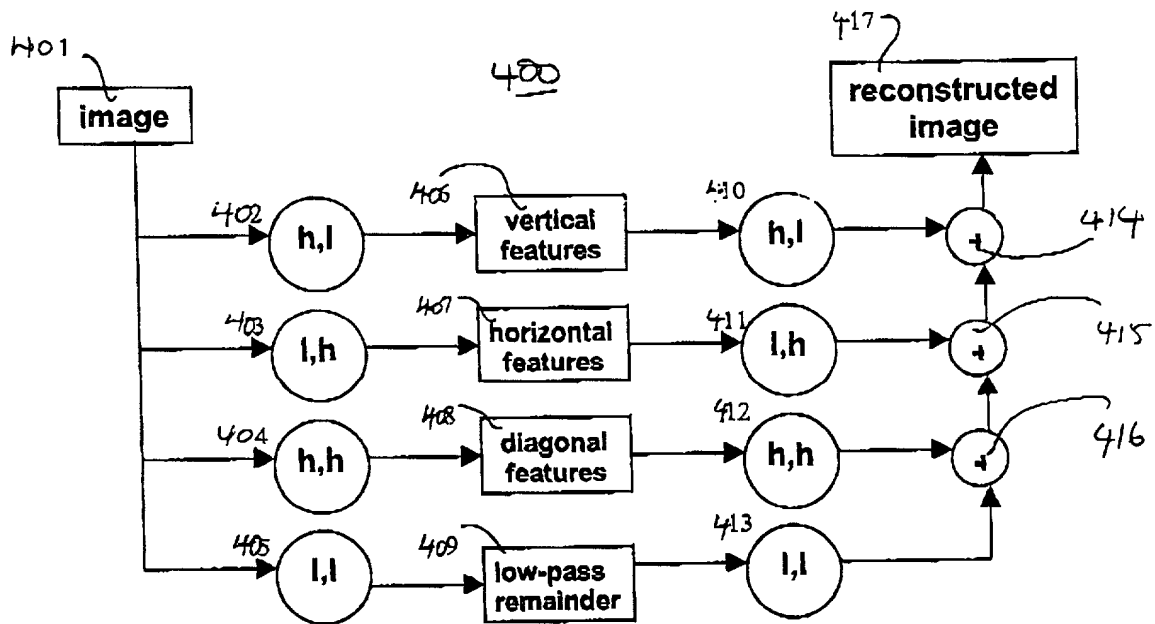 401
400
417
image
reconstructed
image
402
h,l
406
vertical
features
410
h,l
+
414
403
l,h
407
horizontal
features
411
l,h
+
415
404
h,h
408
diagonal
features
412
h,h
+
416
405
l,l
409
low-pass
remainder
413
l,l